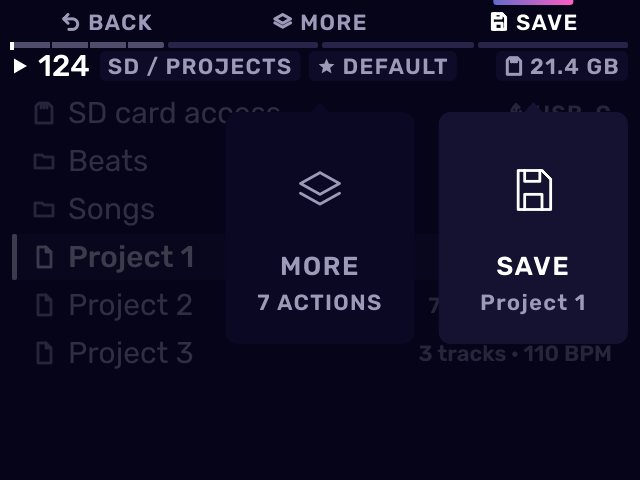 BACK MORE SAVE
124 SD / PROJECTS DEFAULT 21.4 GB
SD card access
Beats
Songs
Project 1
Project 2
Project 3 3 tracks • 110 BPM
MORE
7 ACTIONS
SAVE
Project 1